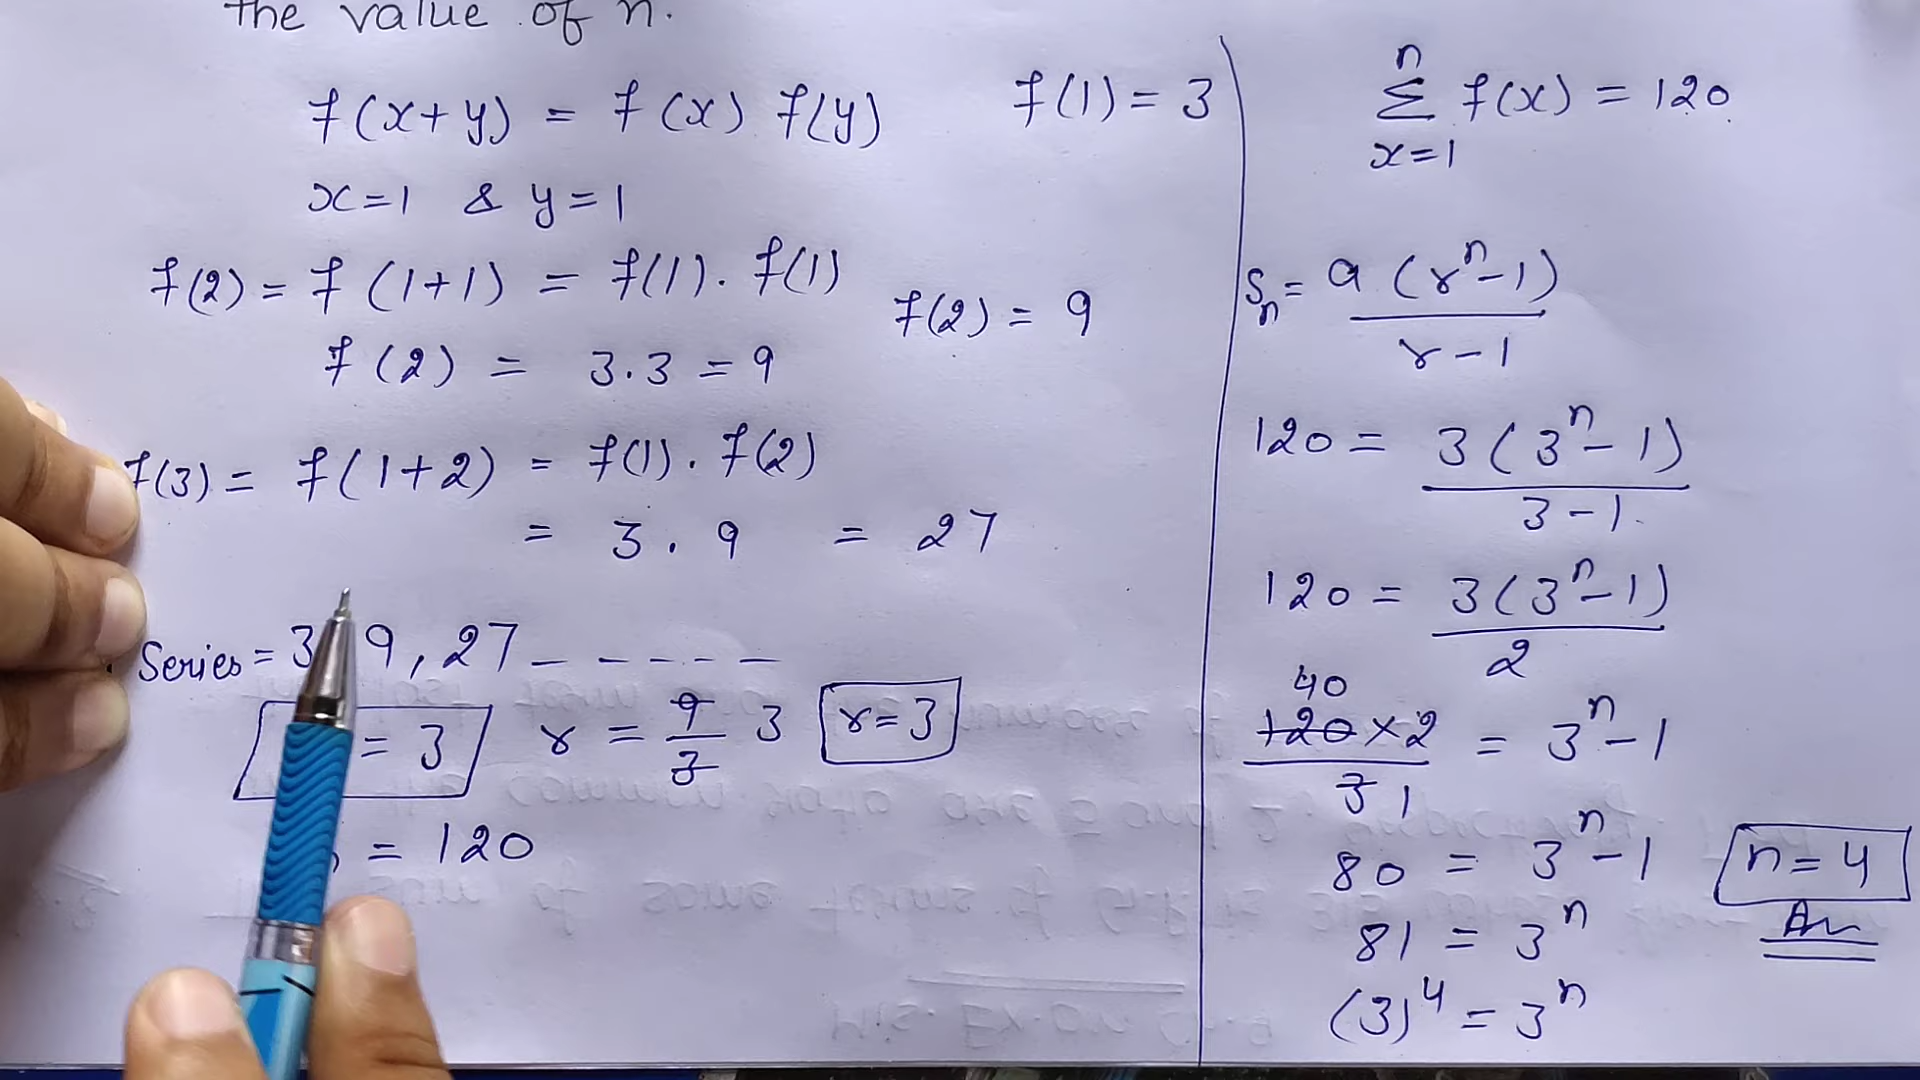 the value of n.
f(x+y) = f(x) f(y) f(1) = 3
x=1 & y=1
f(2) = f(1+1) = f(1). f(1)
f(2) = 9
f(2) = 3.3 = 9
f(3) = f(1+2) = f(1). f(2)
= 3. 9 = 27
Series = 3, 9, 27 – – – – –
= 3 r = 9/3 3 r=3
= 120
n
Σ f(x) = 120
x=1
Sn = a (r^n – 1)
r – 1
120 = 3 (3^n – 1)
3 – 1
120 = 3(3^n – 1)
2
40
120 × 2 = 3^n – 1
3 1
80 = 3^n – 1
81 = 3^n
(3)^4 = 3^n
n = 4